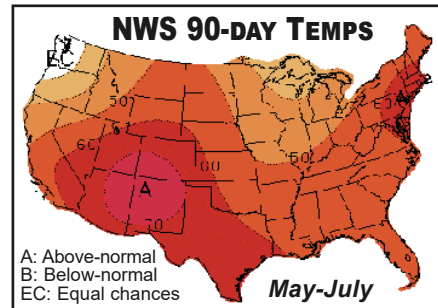 NWS 90-DAY TEMPS
EC
50
60
A
60
A
60
50
70
A: Above-normal
B: Below-normal
EC: Equal chances
May-July